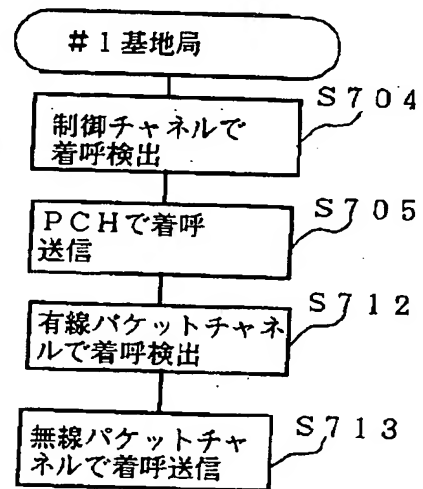 #1基地局
S704
制御チャネルで
着呼検出
S705
PCHで着呼
送信
S712
有線パケットチャネ
ルで着呼検出
S713
無線パケットチャ
ネルで着呼送信